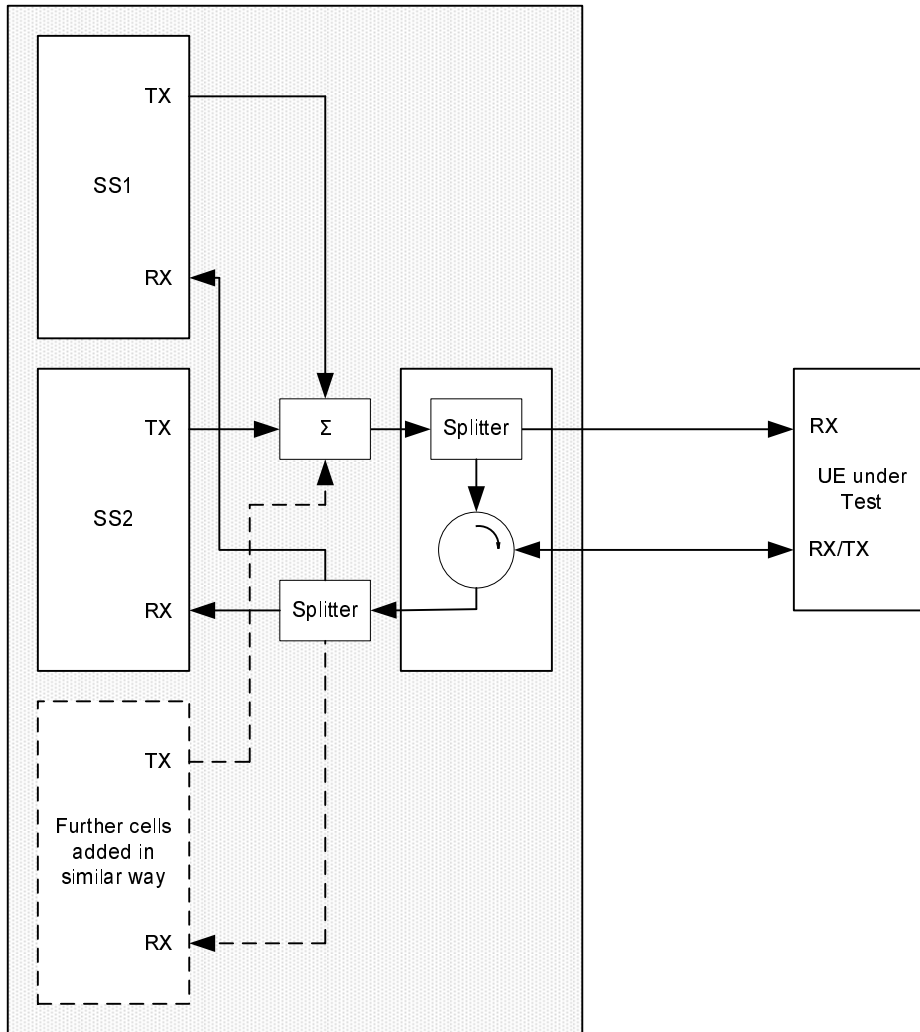 TX
SS1
RX
TX
SS2
RX
Σ
Splitter
Splitter
RX
UE under
Test
RX/TX
TX
Further cells
added in
similar way
RX